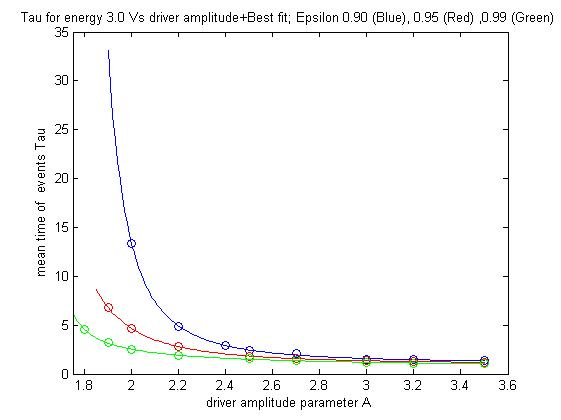 Tau for energy 3.0 Vs driver amplitude+Best fit; Epsilon 0.90 (Blue), 0.95 (Red) ,0.99 (Green)
35
30
25
20
15
10
5
0
mean time of events Tau
1.8 2 2.2 2.4 2.6 2.8 3 3.2 3.4 3.6
driver amplitude parameter A